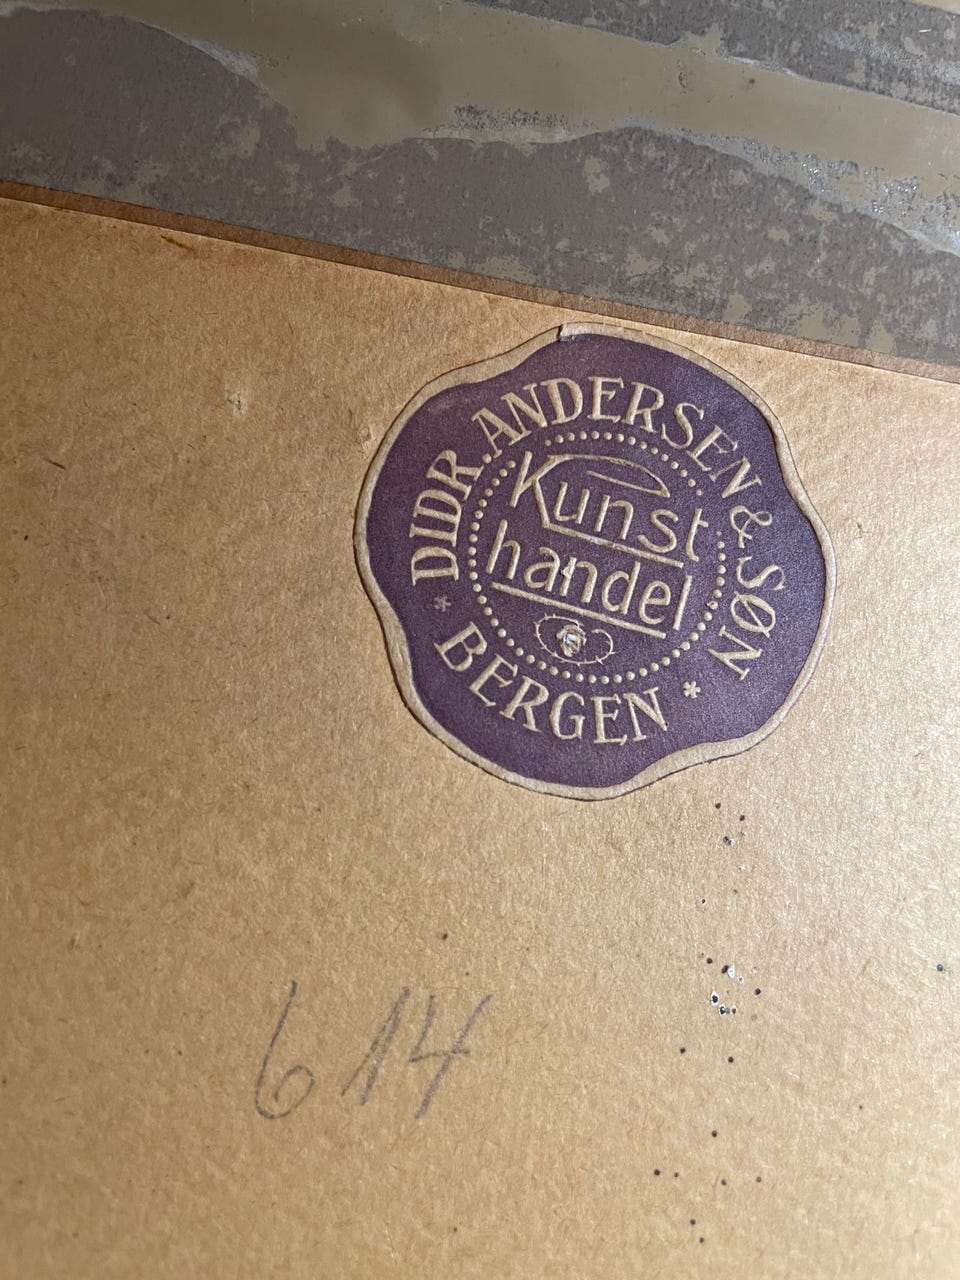 DIDR. ANDERSEN & SØN
Kunst
handel
* BERGEN *
614